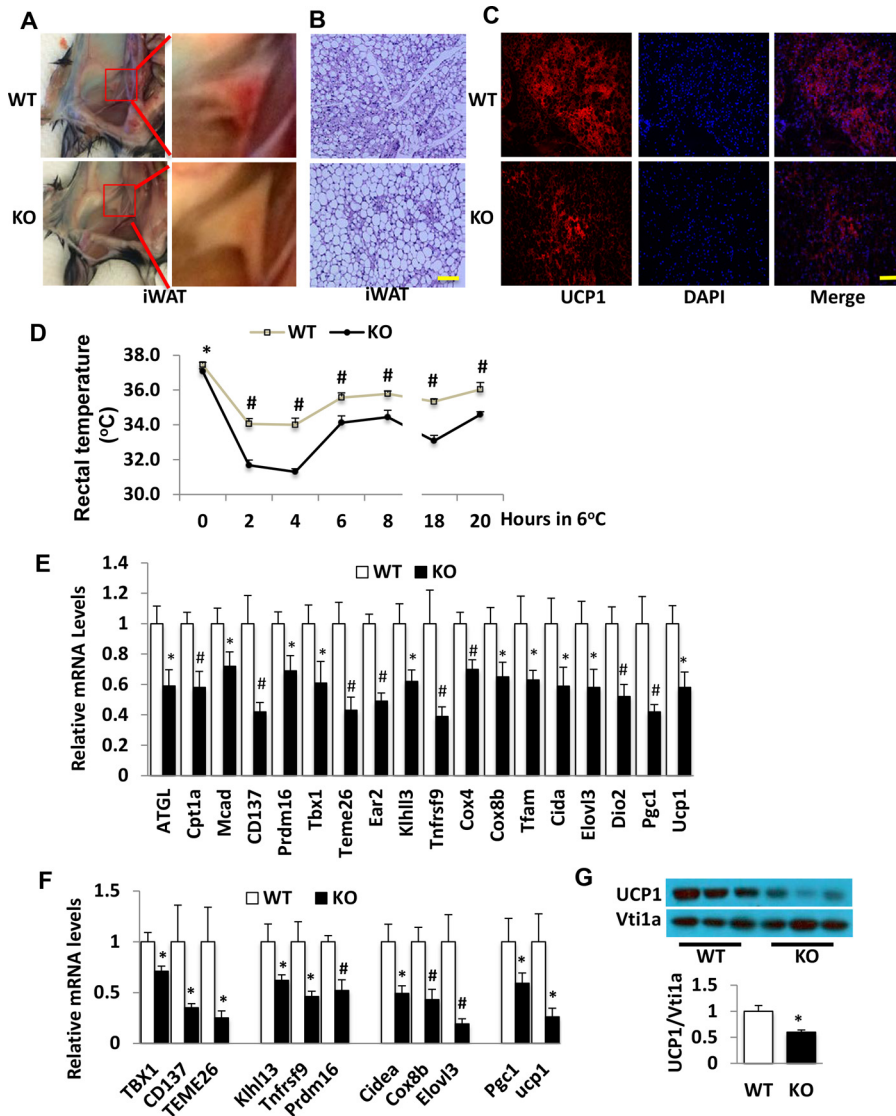 A
B
C
WT
KO
iWAT
iWAT
WT
KO
UCP1
DAPI
Merge
D
WT
KO
Rectal temperature
(oC)
38.0
36.0
34.0
32.0
30.0
*
#
#
#
#
#
#
0
2
4
6
8
18
20
Hours in 6oC
E
WT
KO
Relative mRNA Levels
1.4
1.2
1
0.8
0.6
0.4
0.2
0
*
#
*
#
*
*
#
#
*
#
#
*
*
*
*
#
#
*
ATGL
Cpt1a
Mcad
CD137
Prdm16
Tbx1
Teme26
Ear2
Klhll3
Tnfrsf9
Cox4
Cox8b
Tfam
Cida
Elovl3
Dio2
Pgc1
Ucp1
F
WT
KO
Relative mRNA levels
1.5
1
0.5
0
*
*
*
*
*
#
*
#
#
*
*
TBX1
CD137
TEME26
Klhl13
Tnfrsf9
Prdm16
Cidea
Cox8b
Elovl3
Pgc1
ucp1
G
UCP1
Vti1a
WT
KO
UCP1/Vti1a
1.5
1
0.5
0
*
WT
KO